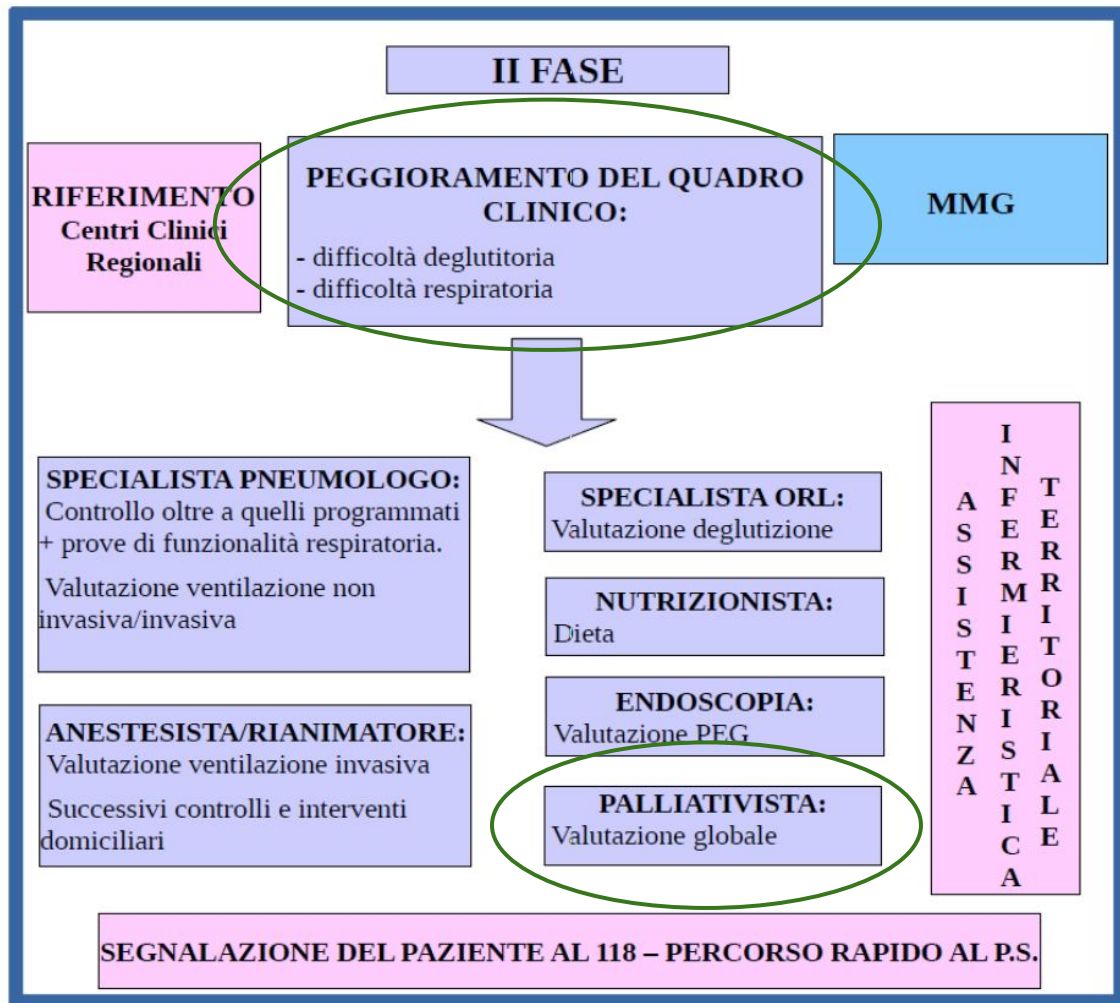 II FASE
RIFERIMENTO
Centri Clinici
Regionali
PEGGIORAMENTO DEL QUADRO
CLINICO:
- difficoltà deglutitoria
- difficoltà respiratoria
MMG
SPECIALISTA PNEUMOLOGO:
Controllo oltre a quelli programmati
+ prove di funzionalità respiratoria.
Valutazione ventilazione non
invasiva/invasiva
ANESTESISTA/RIANIMATORE:
Valutazione ventilazione invasiva
Successivi controlli e interventi
domiciliari
SPECIALISTA ORL:
Valutazione deglutizione
NUTRIZIONISTA:
Dieta
ENDOSCOPIA:
Valutazione PEG
PALLIATIVISTA:
Valutazione globale
ASSISTENZA
INFERMIERISTICA
TERRITORIALE
SEGNALAZIONE DEL PAZIENTE AL 118 – PERCORSO RAPIDO AL P.S.